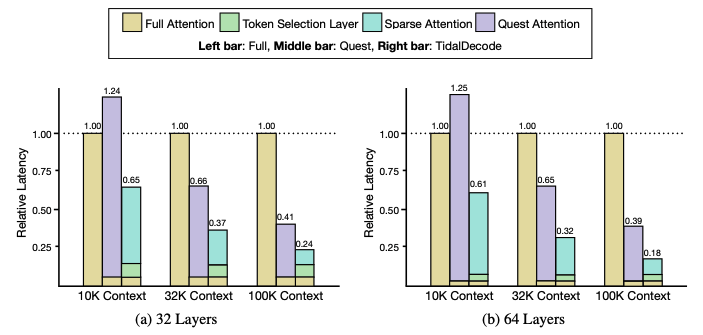 Full Attention Token Selection Layer Sparse Attention Quest Attention
Left bar: Full, Middle bar: Quest, Right bar: TidalDecode
Relative Latency
1.00
0.75
0.50
0.25
1.00 1.24 0.65
1.00 0.66 0.37
1.00 0.41 0.24
10K Context 32K Context 100K Context
(a) 32 Layers
Relative Latency
1.00
0.75
0.50
0.25
1.00 1.25 0.61
1.00 0.65 0.32
1.00 0.39 0.18
10K Context 32K Context 100K Context
(b) 64 Layers